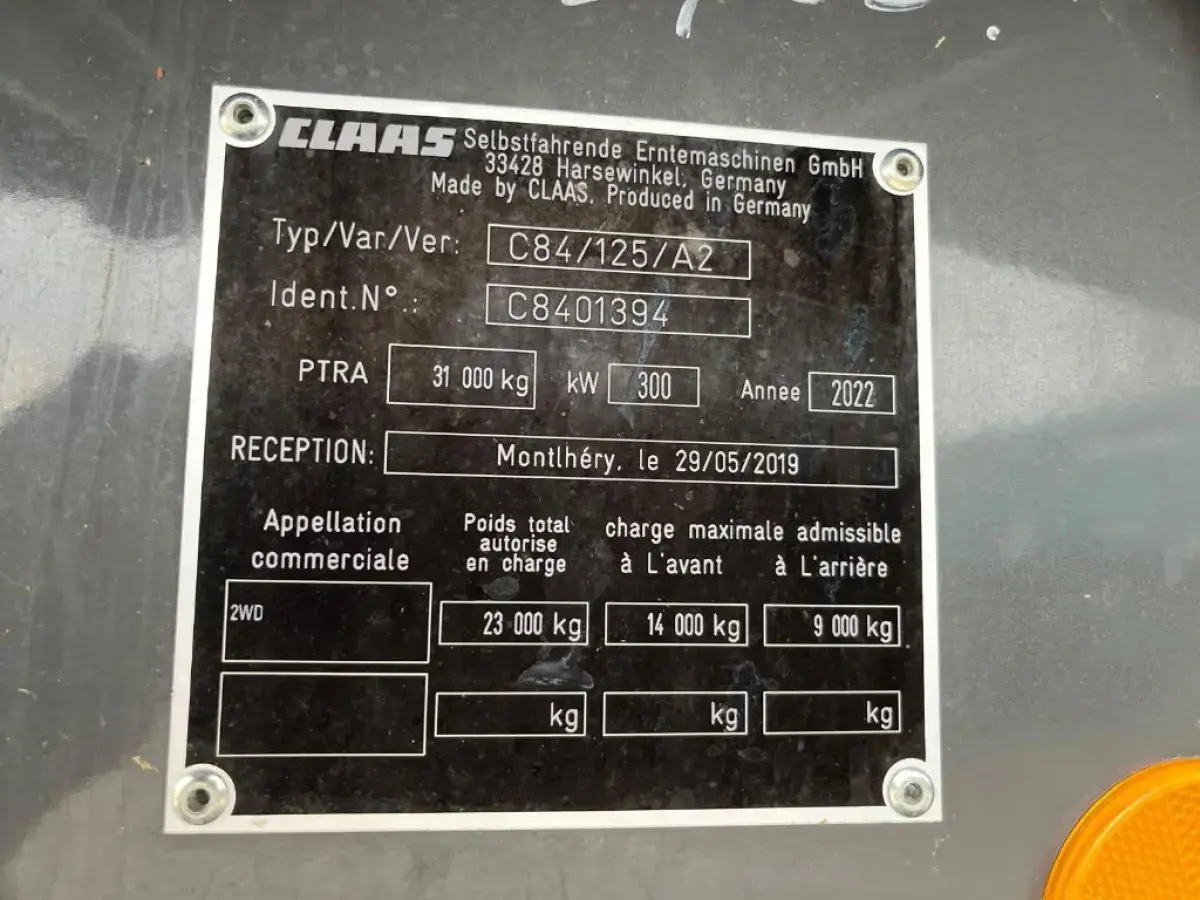 CLAAS Selbstfahrende Erntemaschinen GmbH
33428 Harsewinkel, Germany
Made by CLAAS, Produced in Germany
Typ/Var/Ver: C84/125/A2
Ident.N° .: C8401394
PTRA 31 000 kg kW 300 Année 2022
RECEPTION: Montlhéry, le 29/05/2019
Appellation commerciale
Poids total autorise en charge
charge maximale admissible
à L'avant à L'arrière
2WD 23 000 kg 14 000 kg 9 000 kg
kg kg kg